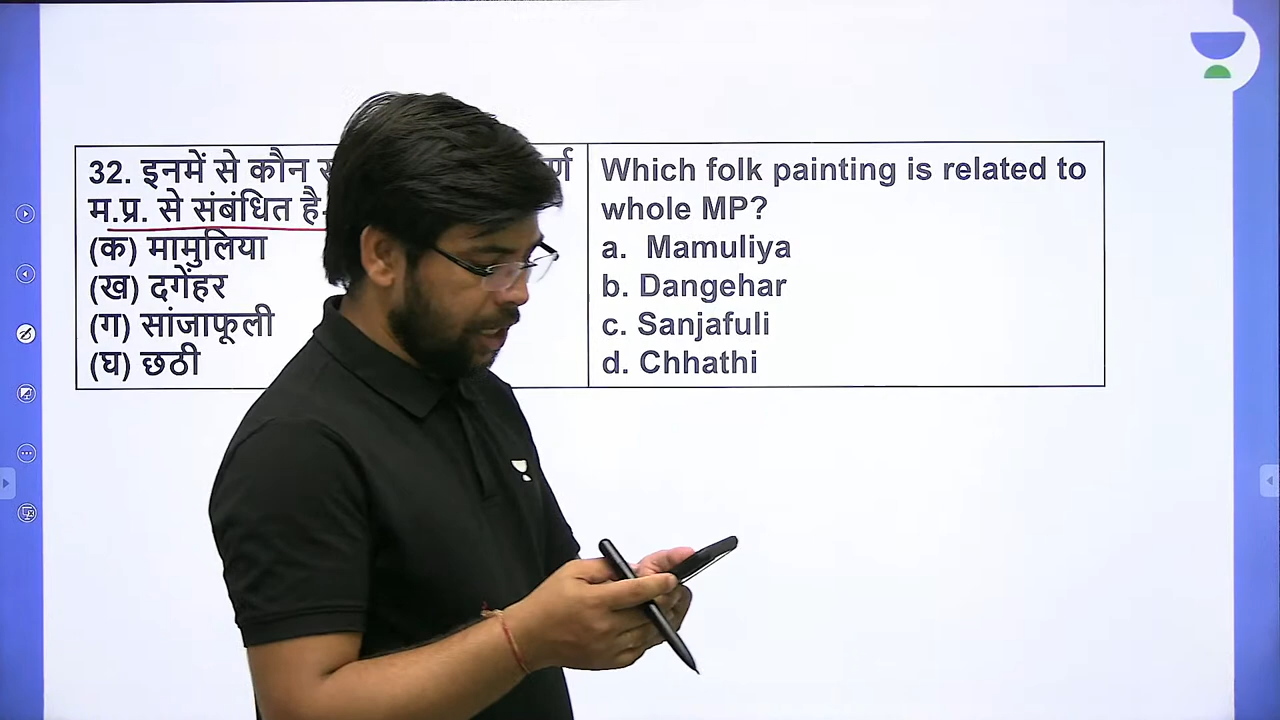 32. इनमें से कौन
म.प्र. से संबंधित है-
(क) मामुलिया
(ख) दगेंहर
(ग) सांजाफूली
(घ) छठी
Which folk painting is related to
whole MP?
a. Mamuliya
b. Dangehar
c. Sanjafuli
d. Chhathi